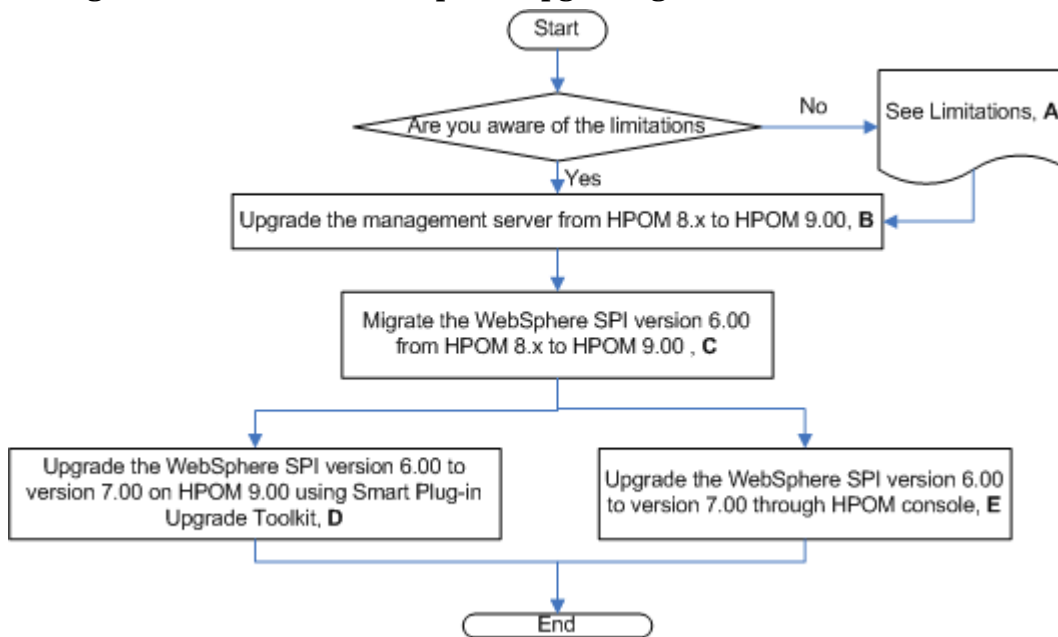 Start
Are you aware of the limitations
No
See Limitations, A
Yes
Upgrade the management server from HPOM 8.x to HPOM 9.00, B
Migrate the WebSphere SPI version 6.00
from HPOM 8.x to HPOM 9.00 , C
Upgrade the WebSphere SPI version 6.00 to
version 7.00 on HPOM 9.00 using Smart Plug-in
Upgrade Toolkit, D
Upgrade the WebSphere SPI version 6.00
to version 7.00 through HPOM console, E
End